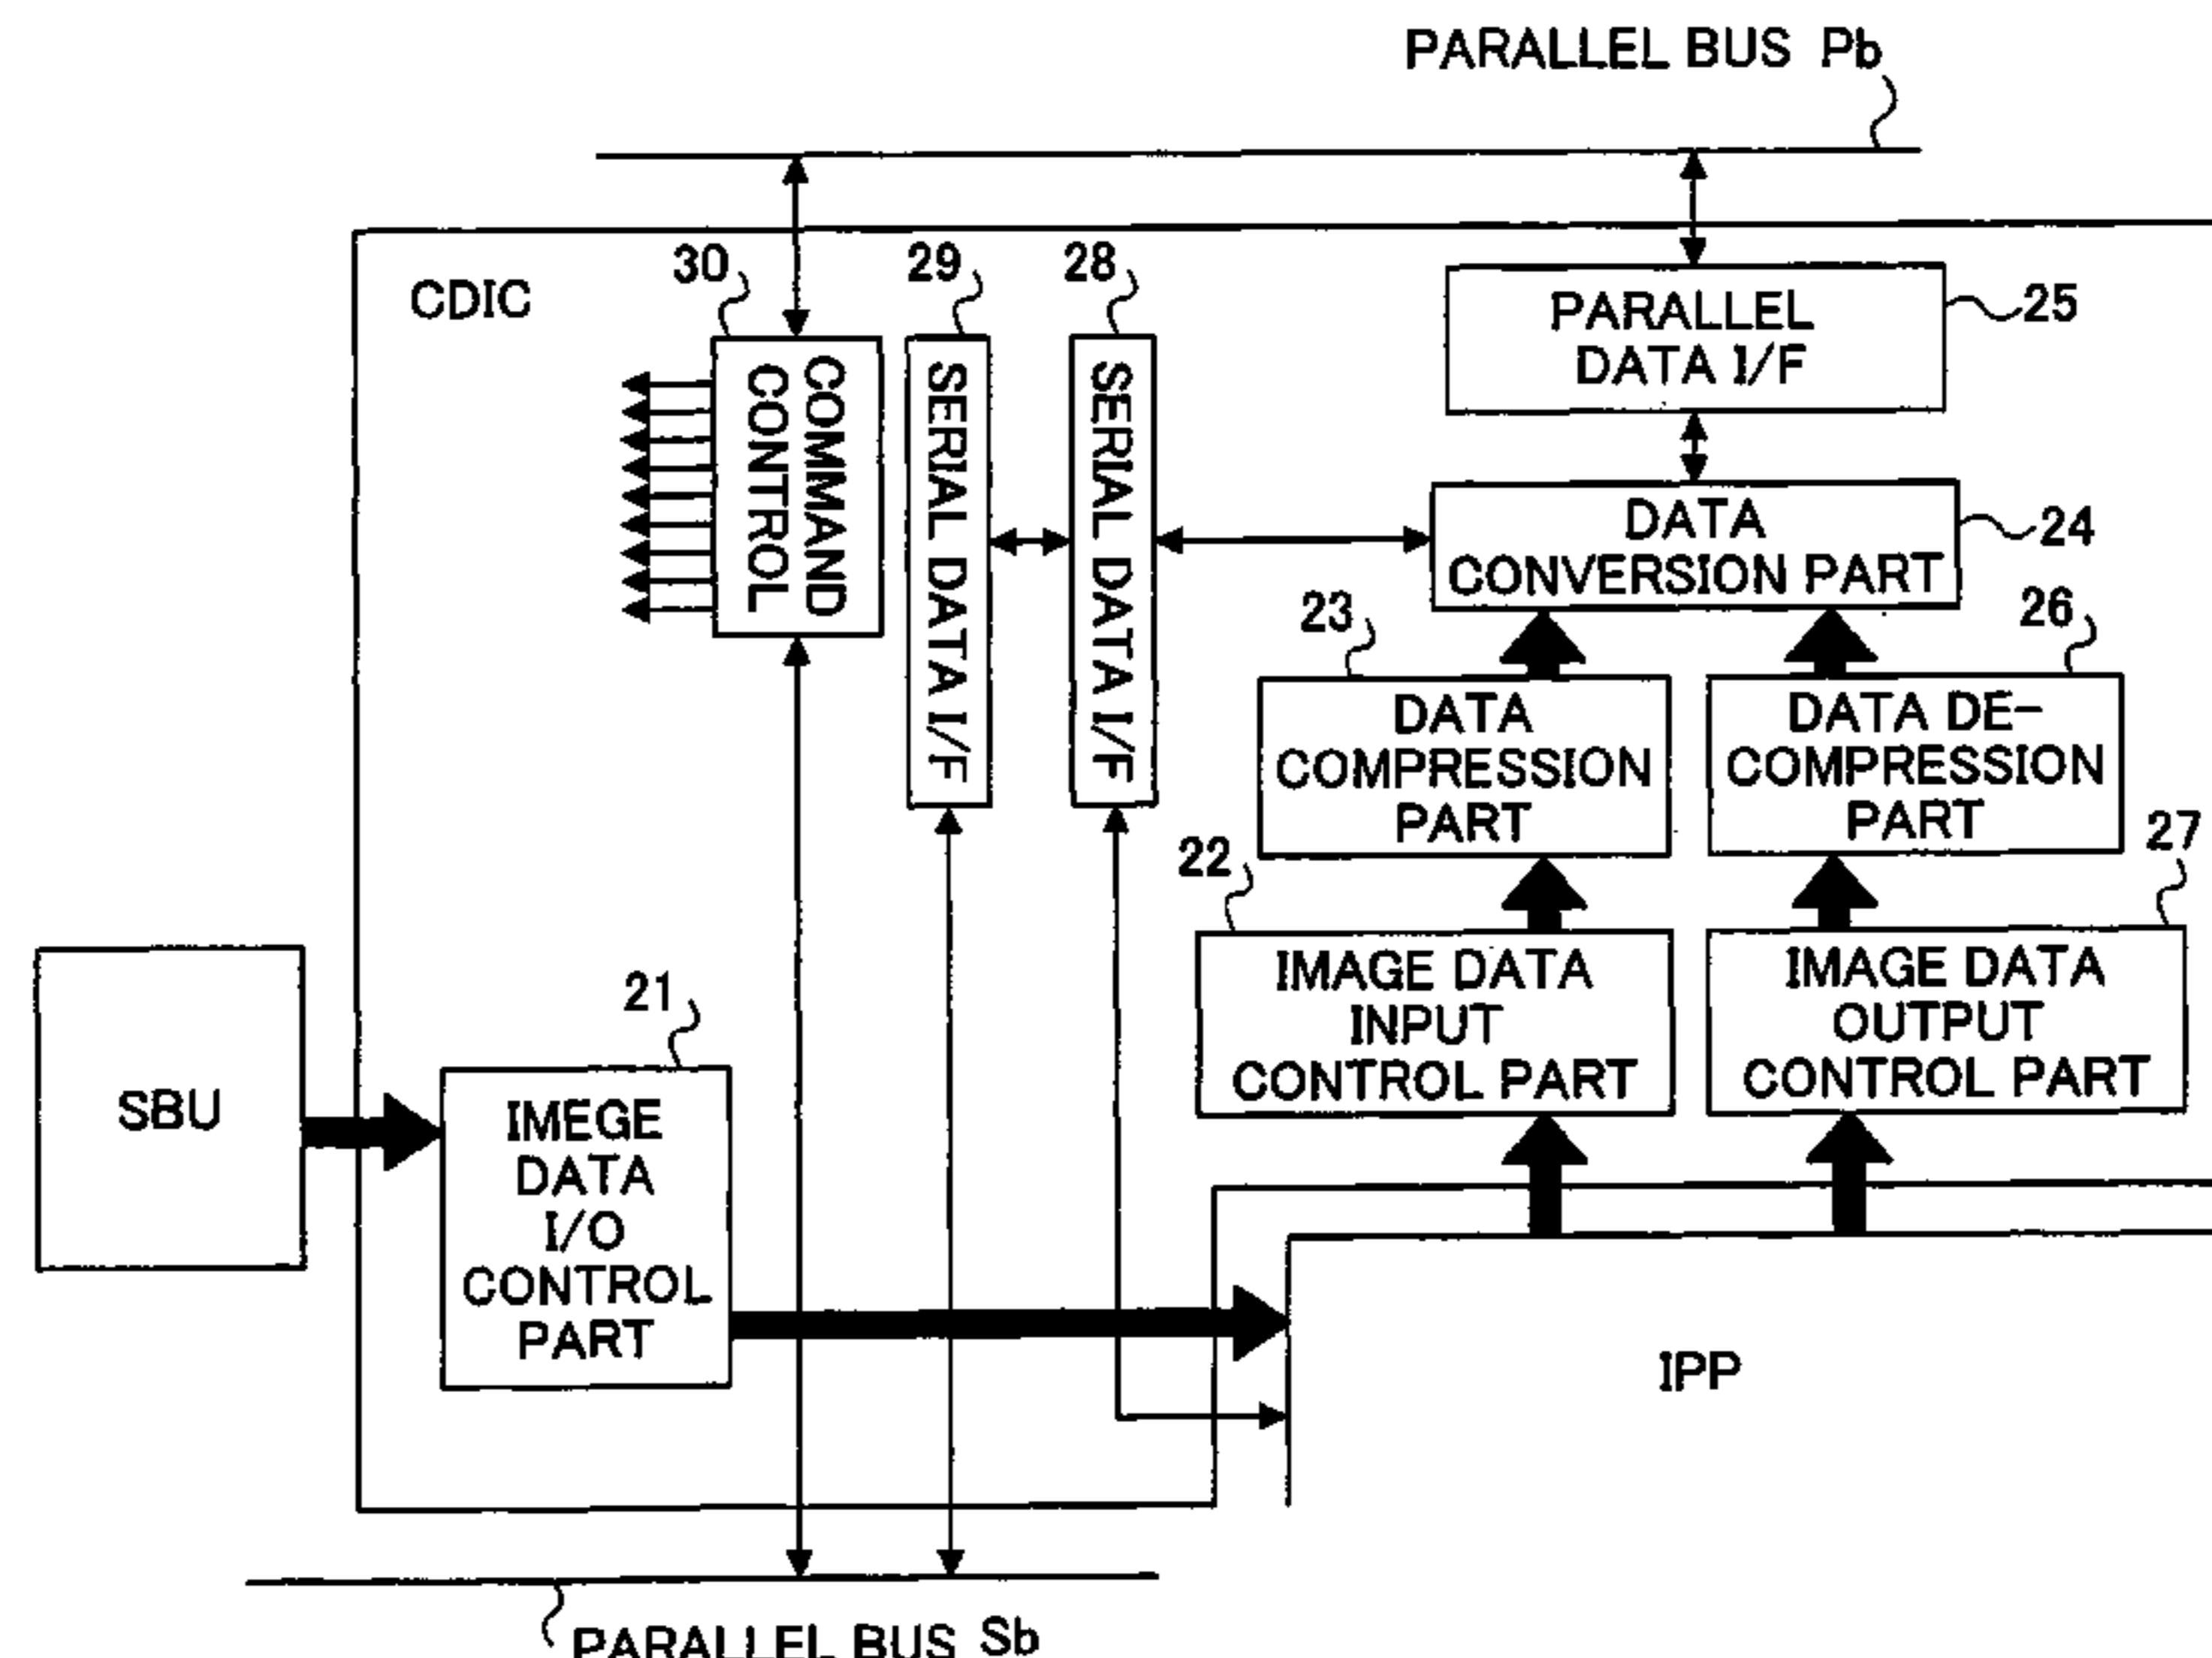 PARALLEL BUS Pb
CDIC
30
29
28
PARALLEL
DATA I/F
25
COMMAND
CONTROL
SERIAL DATA I/F
SERIAL DATA I/F
DATA
CONVERSION PART
24
23
26
DATA
COMPRESSION
PART
DATA DE-
COMPRESSION
PART
22
27
IMAGE DATA
INPUT
CONTROL PART
IMAGE DATA
OUTPUT
CONTROL PART
21
SBU
IMEGE
DATA
I/O
CONTROL
PART
IPP
PARALLEL BUS Sb